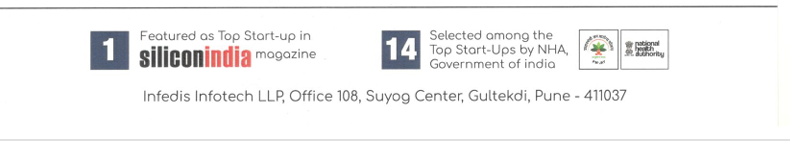 1
Featured as Top Start-up in
siliconindia magazine
14
Selected among the
Top Start-Ups by NHA,
Government of india
national
health
authority
Infedis Infotech LLP, Office 108, Suyog Center, Gultekdi, Pune - 411037